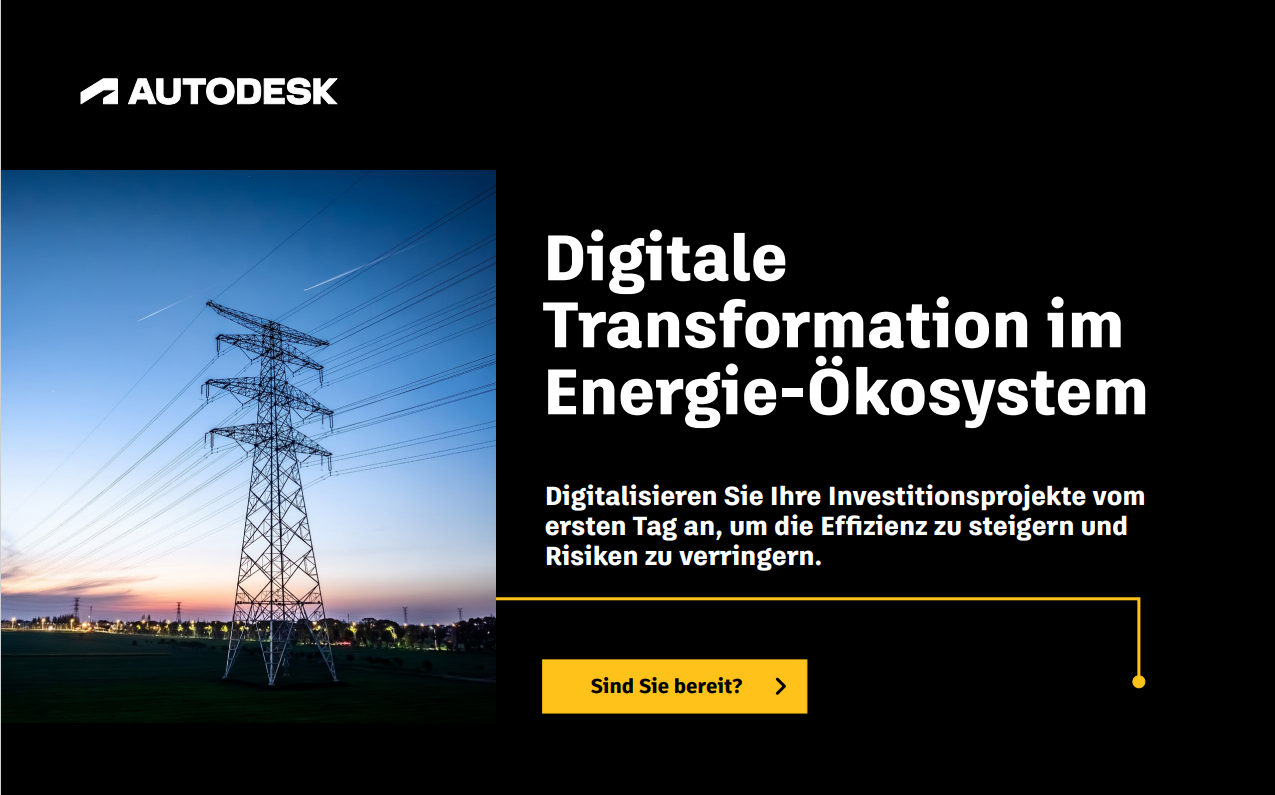 AUTODESK
Digitale
Transformation im
Energie-Ökosystem
Digitalisieren Sie Ihre Investitionsprojekte vom
ersten Tag an, um die Effizienz zu steigern und
Risiken zu verringern.
Sind Sie bereit?